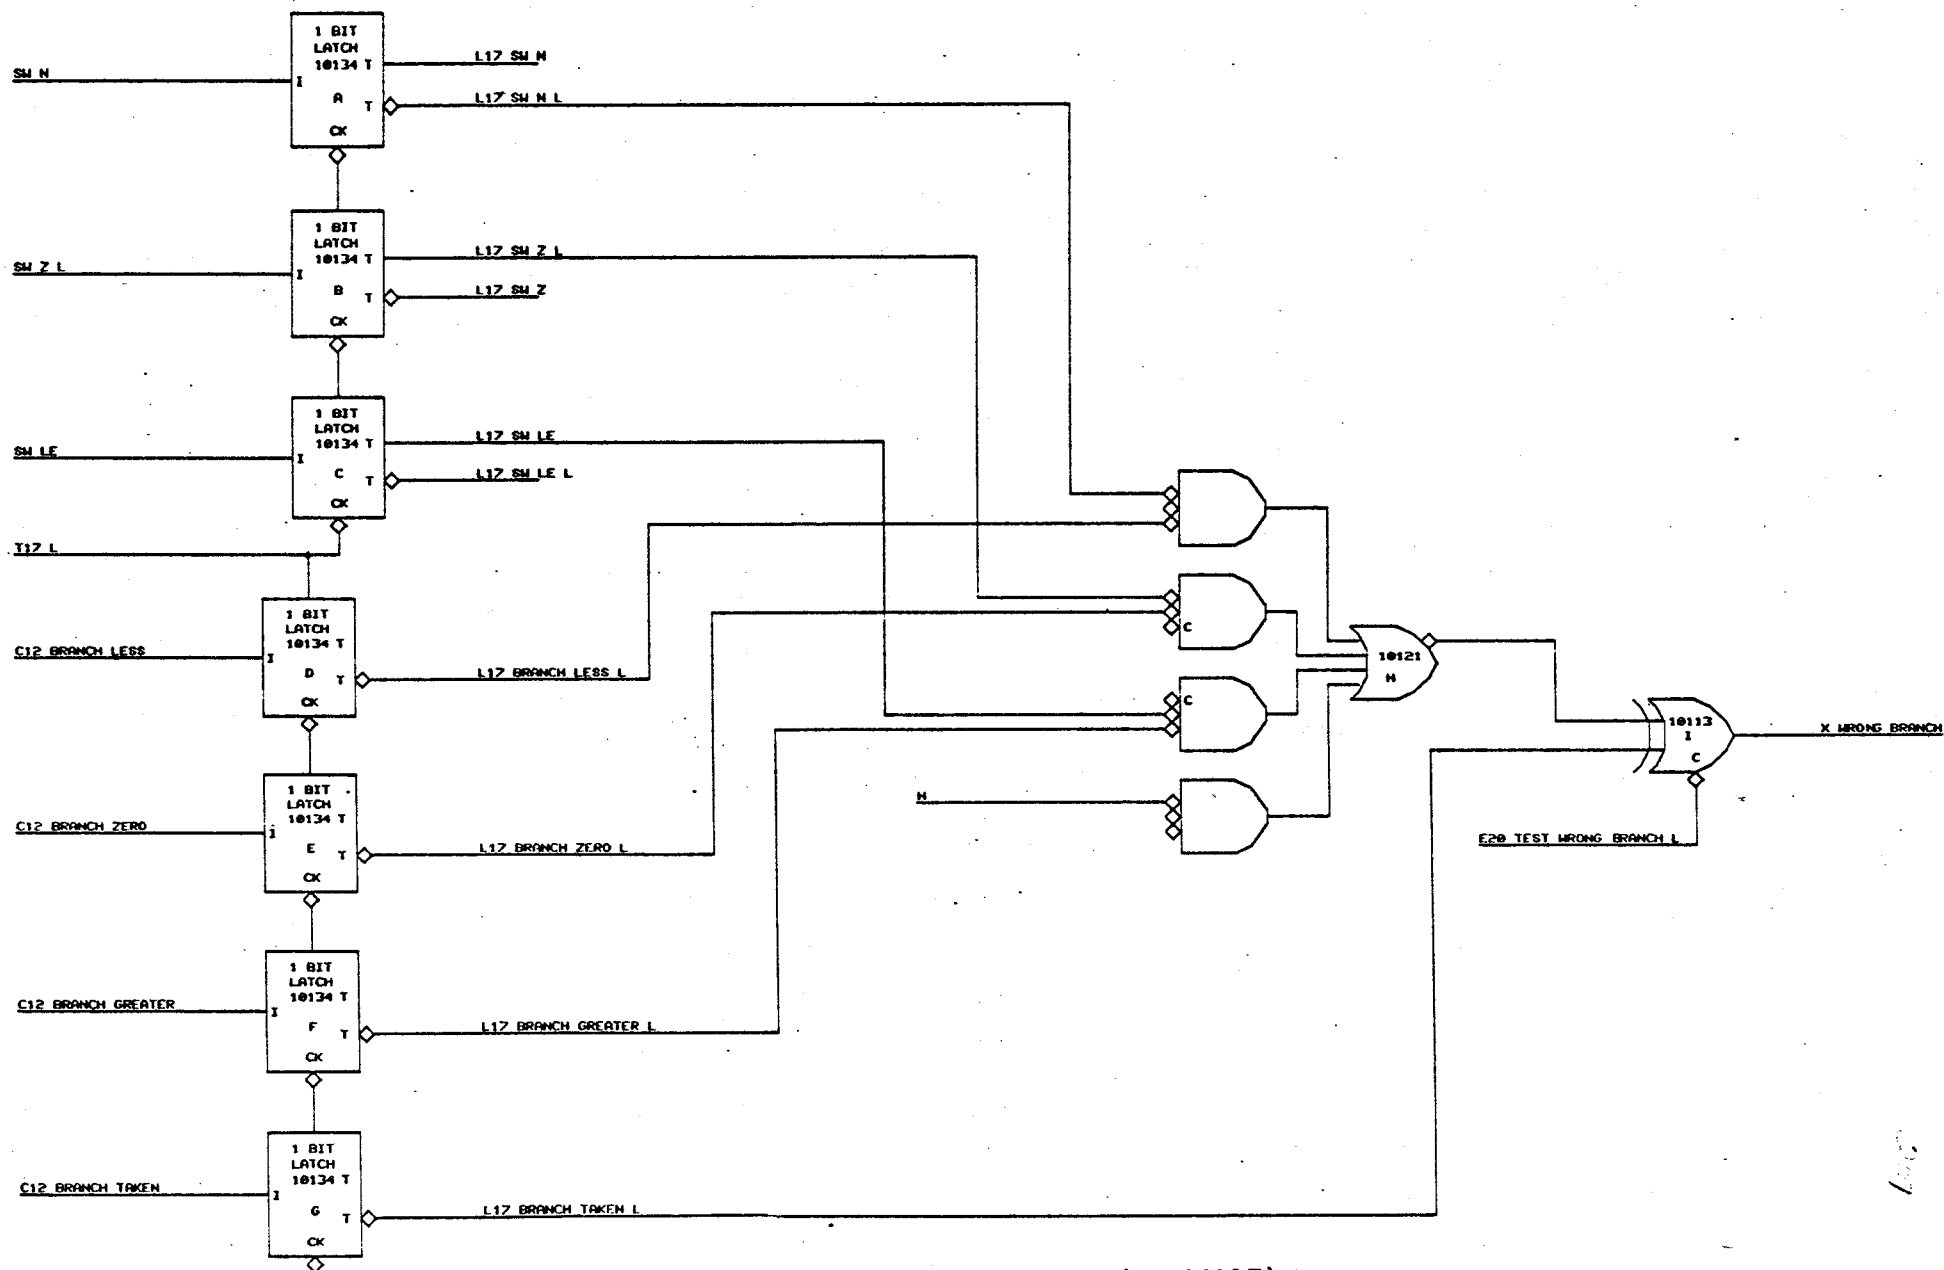 1 BIT
LATCH
10134 T
SW N
I
A
T
CK
L17 SW N
L17 SW N L
1 BIT
LATCH
10134 T
SW Z L
I
B
T
CK
L17 SW Z L
L17 SW Z
1 BIT
LATCH
10134 T
SW LE
I
C
T
CK
L17 SW LE
L17 SW LE L
T17 L
1 BIT
LATCH
10134 T
C12 BRANCH LESS
I
D
T
CK
L17 BRANCH LESS L
1 BIT
LATCH
10134 T
C12 BRANCH ZERO
I
E
T
CK
L17 BRANCH ZERO L
1 BIT
LATCH
10134 T
C12 BRANCH GREATER
I
F
T
CK
L17 BRANCH GREATER L
1 BIT
LATCH
10134 T
C12 BRANCH TAKEN
I
G
T
CK
L17 BRANCH TAKEN L
C
C
H
10121
H
10113
I
C
X WRONG BRANCH
E20 TEST WRONG BRANCH L